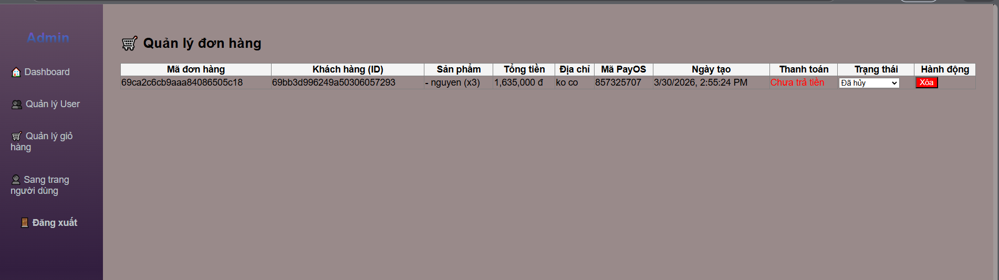 Admin
Dashboard
Quản lý User
Quản lý giỏ
hàng
Sang trang
người dùng
Đăng xuất
Quản lý đơn hàng
Mã đơn hàng Khách hàng (ID) Sản phẩm Tổng tiền Địa chỉ Mã PayOS Ngày tạo Thanh toán Trạng thái Hành động
69ca2c6cb9aaa84086505c18 69bb3d996249a50306057293 - nguyen (x3) 1,635,000 đ ko co 857325707 3/30/2026, 2:55:24 PM Chưa trả tiền Đã hủy Xóa